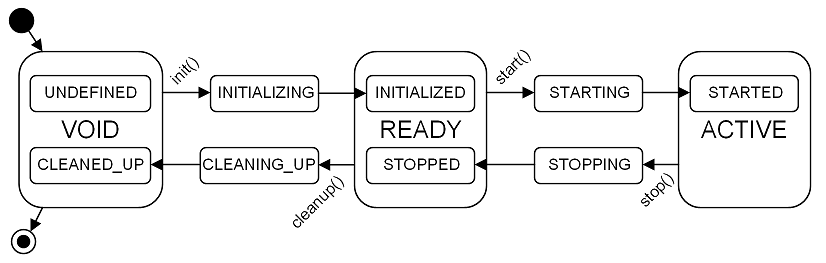 init()
start()
UNDEFINED
INITIALIZING
INITIALIZED
STARTING
STARTED
VOID
READY
ACTIVE
CLEANED_UP
CLEANING_UP
STOPPED
STOPPING
cleanup()
stop()